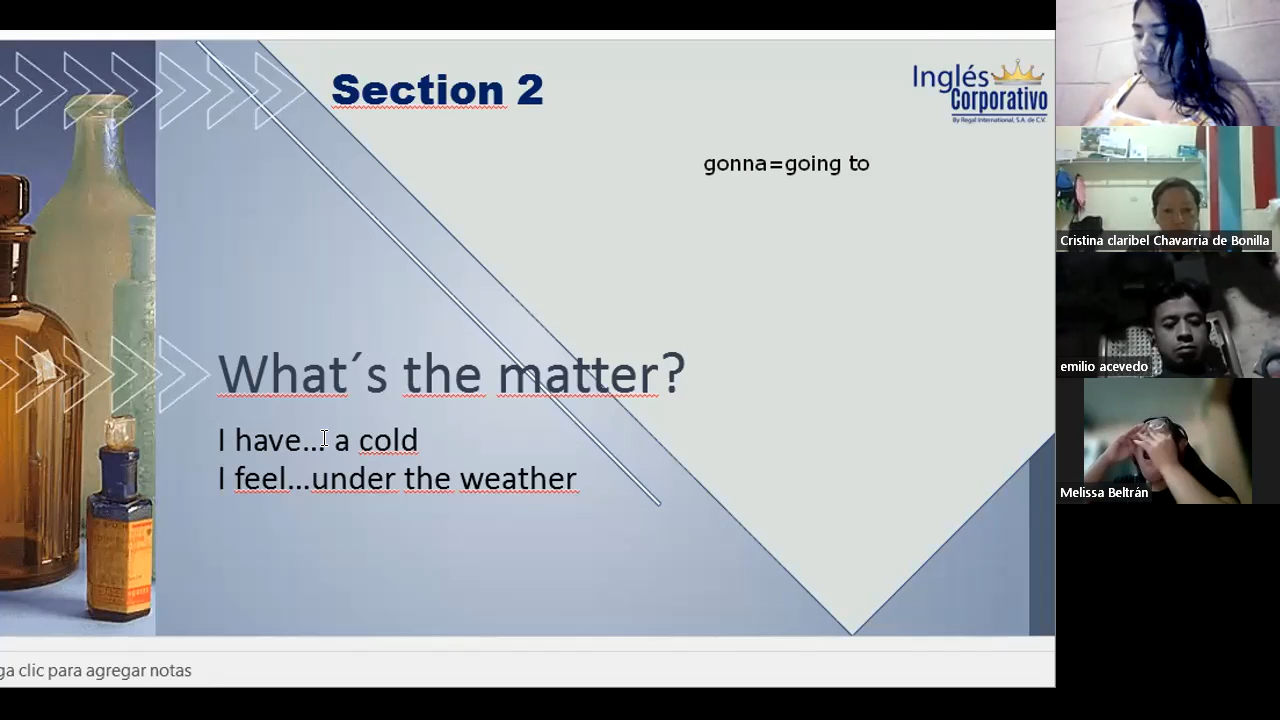 Section 2
Inglés
Corporativo
By Regal International, S.A. de C.V.
gonna=going to
What´s the matter?
I have... a cold
I feel...under the weather
ga clic para agregar notas
Cristina claribel Chavarria de Bonilla
emilio acevedo
Melissa Beltrán